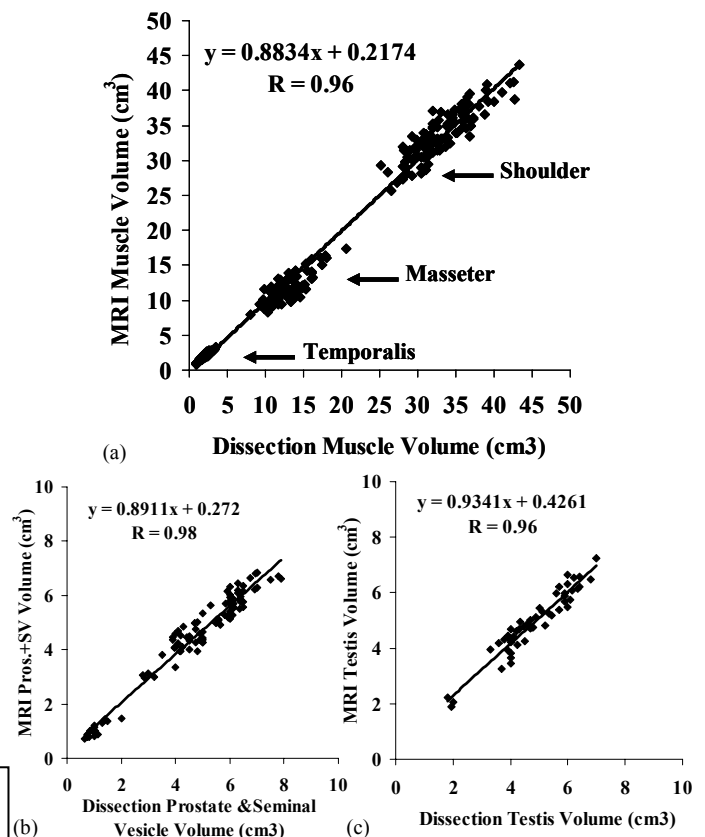 y = 0.8834x + 0.2174
R = 0.96
MRI Muscle Volume (cm³)
50
45
40
35
30
25
20
15
10
5
0
Shoulder
Masseter
Temporalis
0 5 10 15 20 25 30 35 40 45 50
Dissection Muscle Volume (cm3)
(a)
y = 0.8911x + 0.272
R = 0.98
MRI Pros.+SV Volume (cm³)
10
8
6
4
2
0
0 2 4 6 8 10
Dissection Prostate &Seminal
Vesicle Volume (cm3)
(b)
y = 0.9341x + 0.4261
R = 0.96
MRI Testis Volume (cm³)
10
8
6
4
2
0
0 2 4 6 8 10
Dissection Testis Volume (cm3)
(c)